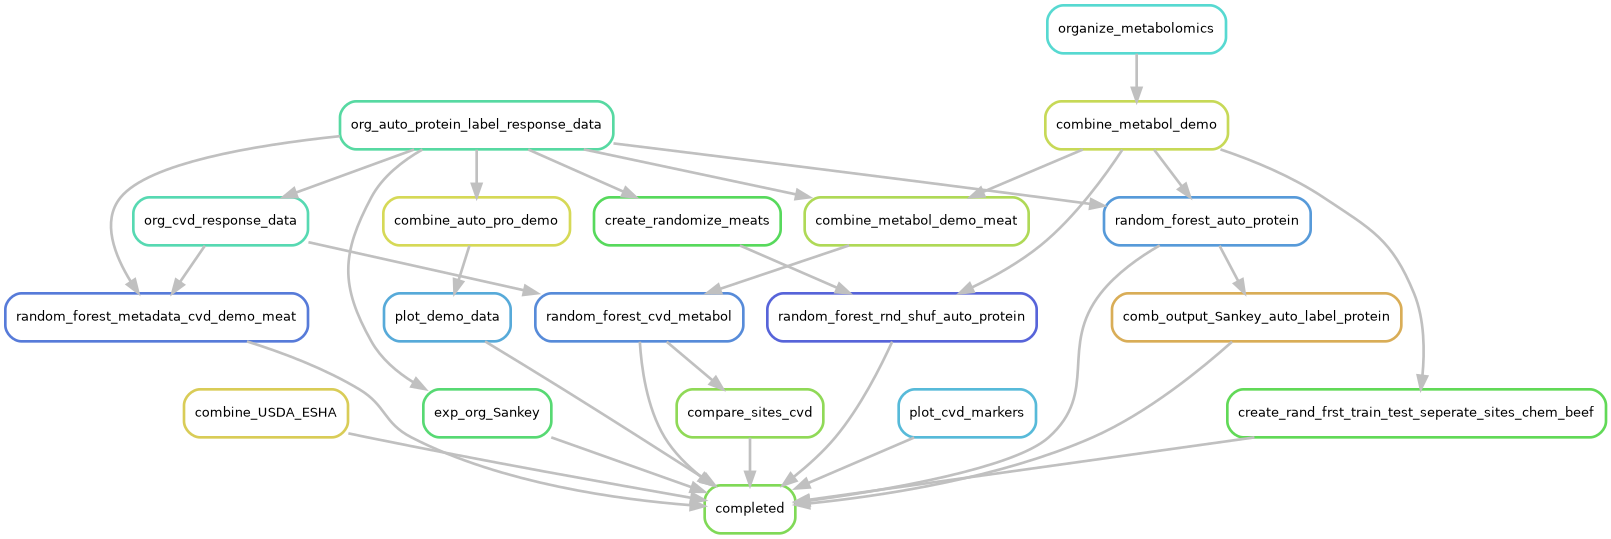 organize_metabolomics
org_auto_protein_label_response_data
combine_metabol_demo
org_cvd_response_data
combine_auto_pro_demo
create_randomize_meats
combine_metabol_demo_meat
random_forest_auto_protein
random_forest_metadata_cvd_demo_meat
plot_demo_data
random_forest_cvd_metabol
random_forest_rnd_shuf_auto_protein
comb_output_Sankey_auto_label_protein
combine_USDA_ESHA
exp_org_Sankey
compare_sites_cvd
plot_cvd_markers
create_rand_frst_train_test_seperate_sites_chem_beef
completed